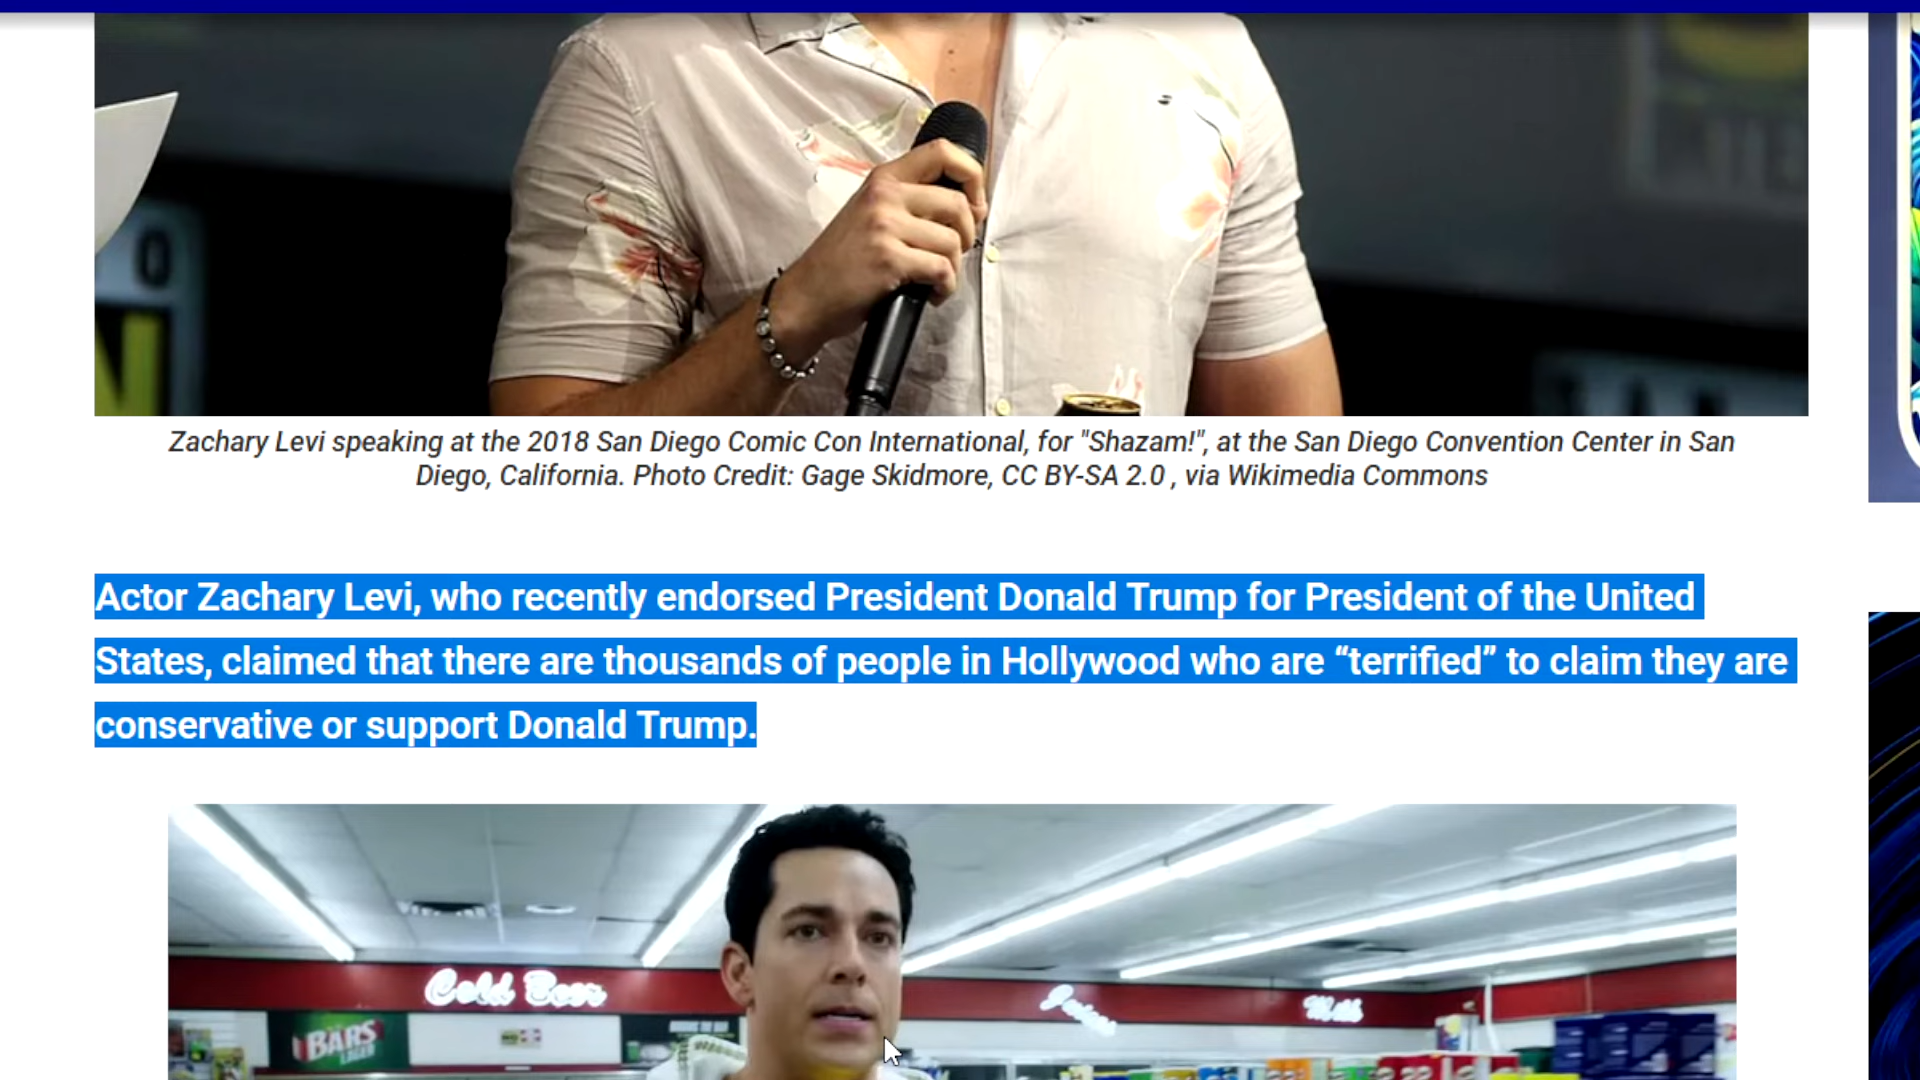 Zachary Levi speaking at the 2018 San Diego Comic Con International, for "Shazam!", at the San Diego Convention Center in San
Diego, California. Photo Credit: Gage Skidmore, CC BY-SA 2.0 , via Wikimedia Commons
Actor Zachary Levi, who recently endorsed President Donald Trump for President of the United
States, claimed that there are thousands of people in Hollywood who are “terrified” to claim they are
conservative or support Donald Trump.
Cold Beer
Milk
BARS